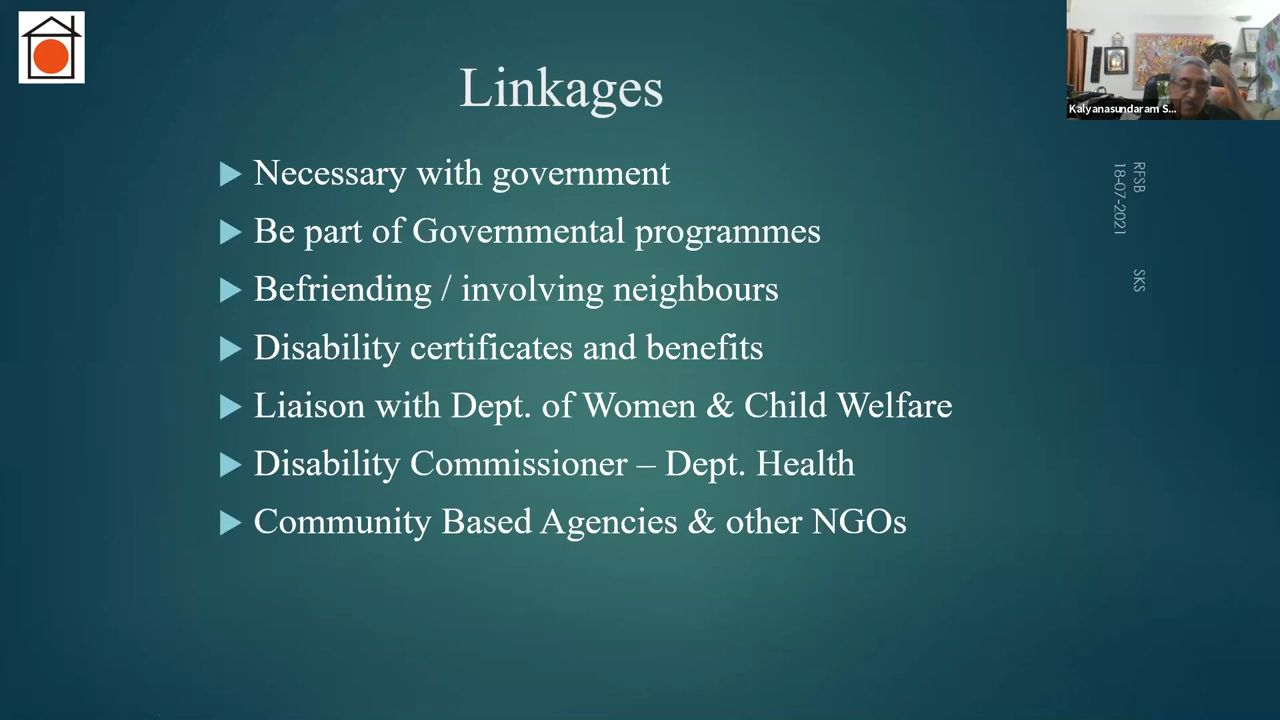 Linkages
Necessary with government
Be part of Governmental programmes
Befriending / involving neighbours
Disability certificates and benefits
Liaison with Dept. of Women & Child Welfare
Disability Commissioner – Dept. Health
Community Based Agencies & other NGOs
Kalyanasundaram S...
RFSB SKS
18-07-2021